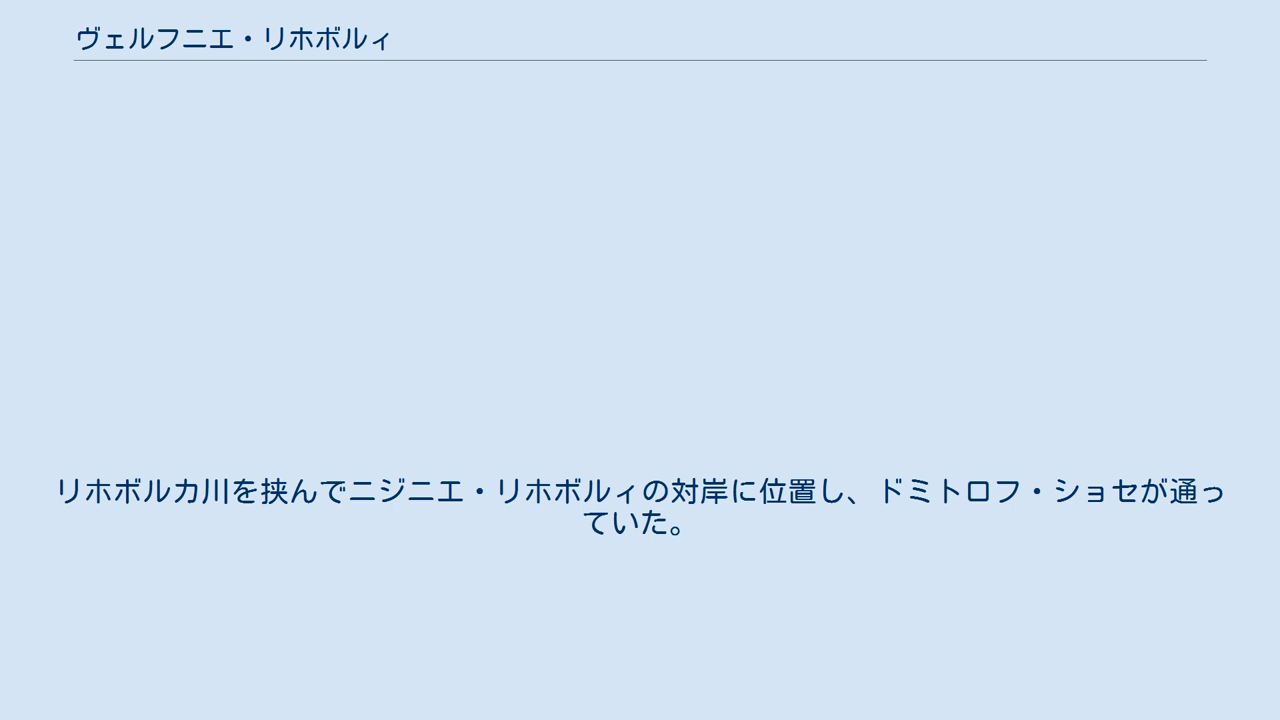 ヴェルフニエ・リホボルィ
リホボルカ川を挟んでニジニエ・リホボルィの対岸に位置し、ドミトロフ・ショセが通っ
ていた。